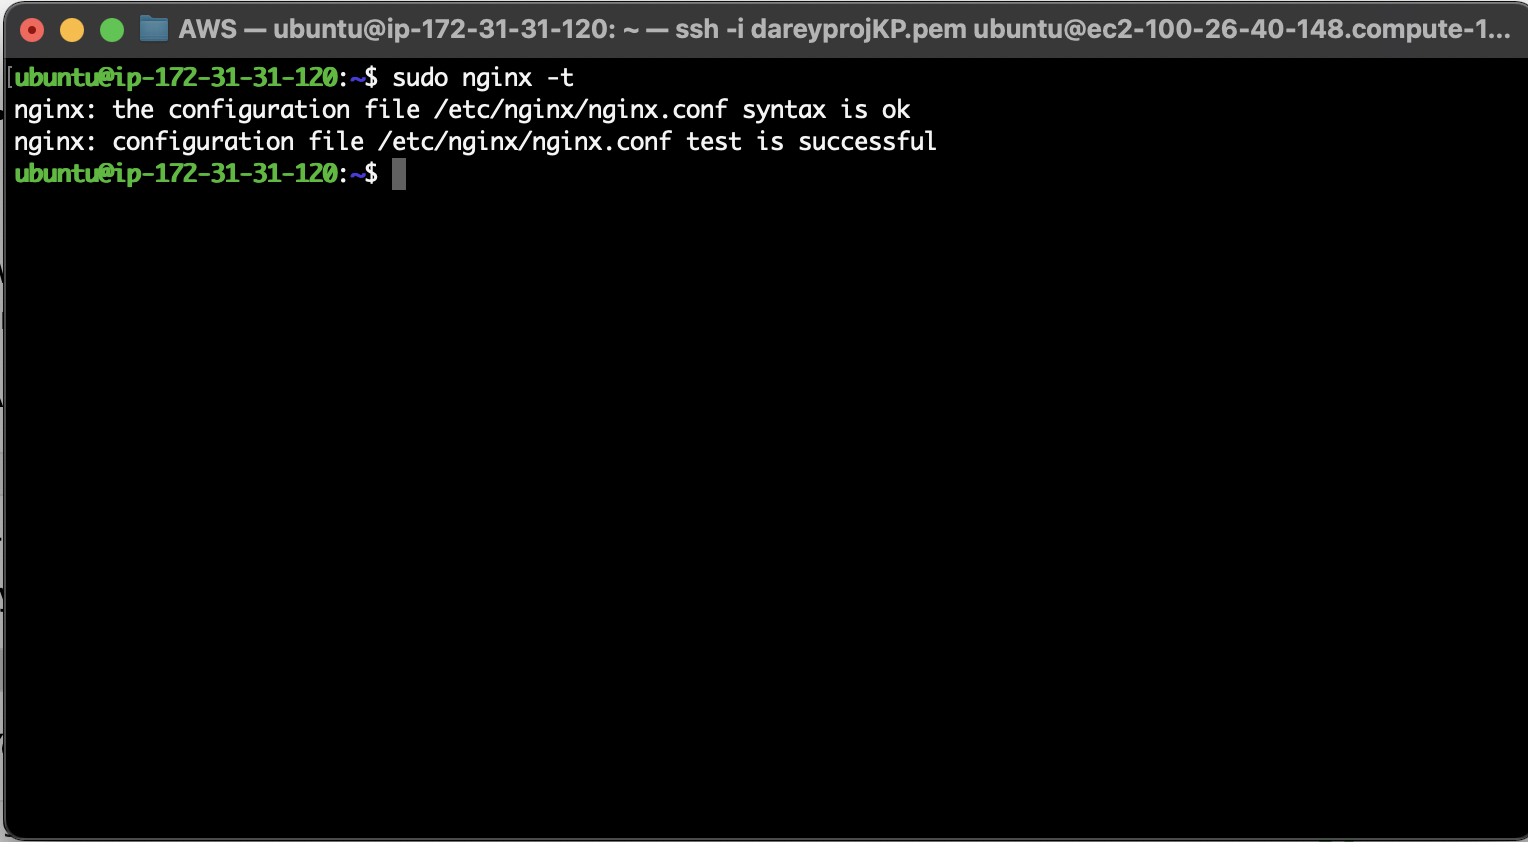 AWS — ubuntu@ip-172-31-31-120: ~ — ssh -i dareyprojKP.pem ubuntu@ec2-100-26-40-148.compute-1...
[ubuntu@ip-172-31-31-120:~$ sudo nginx -t
nginx: the configuration file /etc/nginx/nginx.conf syntax is ok
nginx: configuration file /etc/nginx/nginx.conf test is successful
ubuntu@ip-172-31-31-120:~$